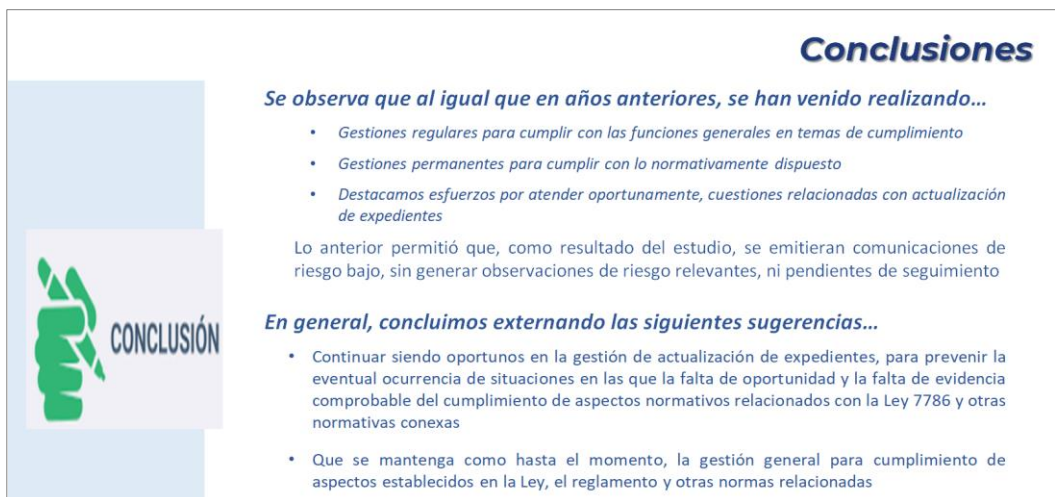 Conclusiones
Se observa que al igual que en años anteriores, se han venido realizando…
• Gestiones regulares para cumplir con las funciones generales en temas de cumplimiento
• Gestiones permanentes para cumplir con lo normativamente dispuesto
• Destacamos esfuerzos por atender oportunamente, cuestiones relacionadas con actualización
de expedientes
Lo anterior permitió que, como resultado del estudio, se emitieran comunicaciones de
riesgo bajo, sin generar observaciones de riesgo relevantes, ni pendientes de seguimiento
CONCLUSIÓN
En general, concluimos externando las siguientes sugerencias…
• Continuar siendo oportunos en la gestión de actualización de expedientes, para prevenir la
eventual ocurrencia de situaciones en las que la falta de oportunidad y la falta de evidencia
comprobable del cumplimiento de aspectos normativos relacionados con la Ley 7786 y otras
normativas conexas
• Que se mantenga como hasta el momento, la gestión general para cumplimiento de
aspectos establecidos en la Ley, el reglamento y otras normas relacionadas